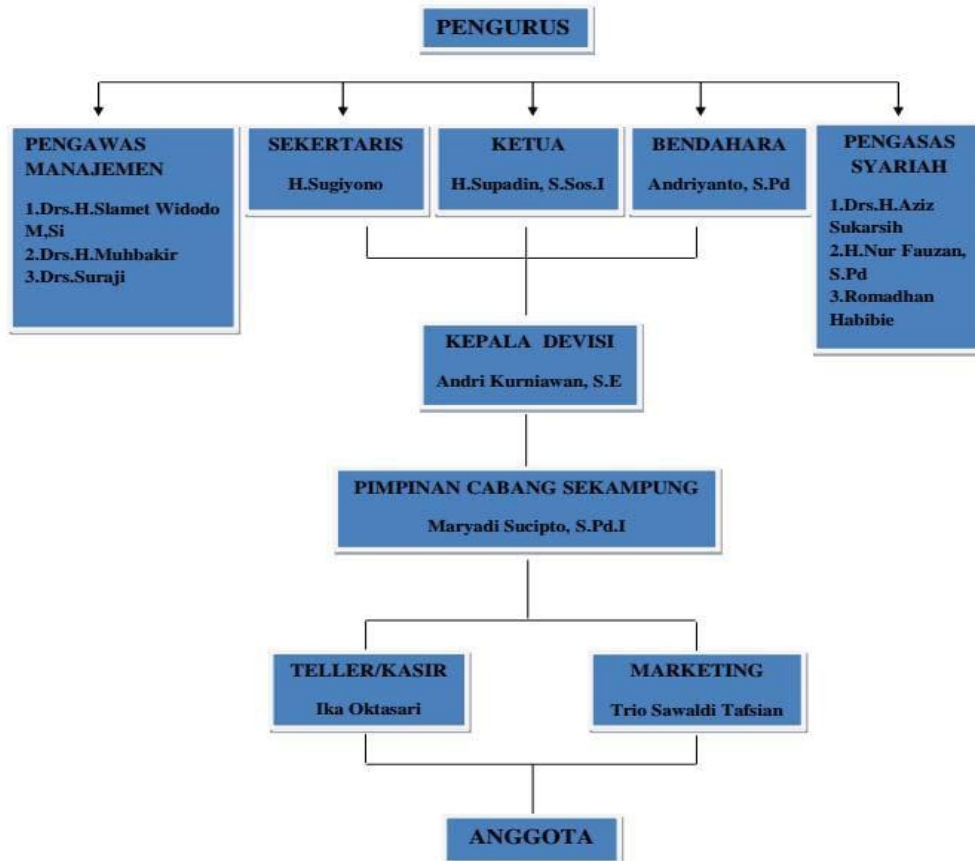 PENGURUS
PENGAWAS
MANAJEMEN
1.Drs.H.Slamet Widodo
M,Si
2.Drs.H.Muhbakir
3.Drs.Suraji
SEKERTARIS
H.Sugiyono
KETUA
H.Supadin, S.Sos.I
BENDAHARA
Andriyanto, S.Pd
PENGASAS
SYARIAH
1.Drs.H.Aziz
Sukarsih
2.H.Nur Fauzan,
S.Pd
3.Romadhan
Habibie
KEPALA DEVISI
Andri Kurniawan, S.E
PIMPINAN CABANG SEKAMPUNG
Maryadi Sucipto, S.Pd.I
TELLER/KASIR
Ika Oktasari
MARKETING
Trio Sawaldi Tafsian
ANGGOTA